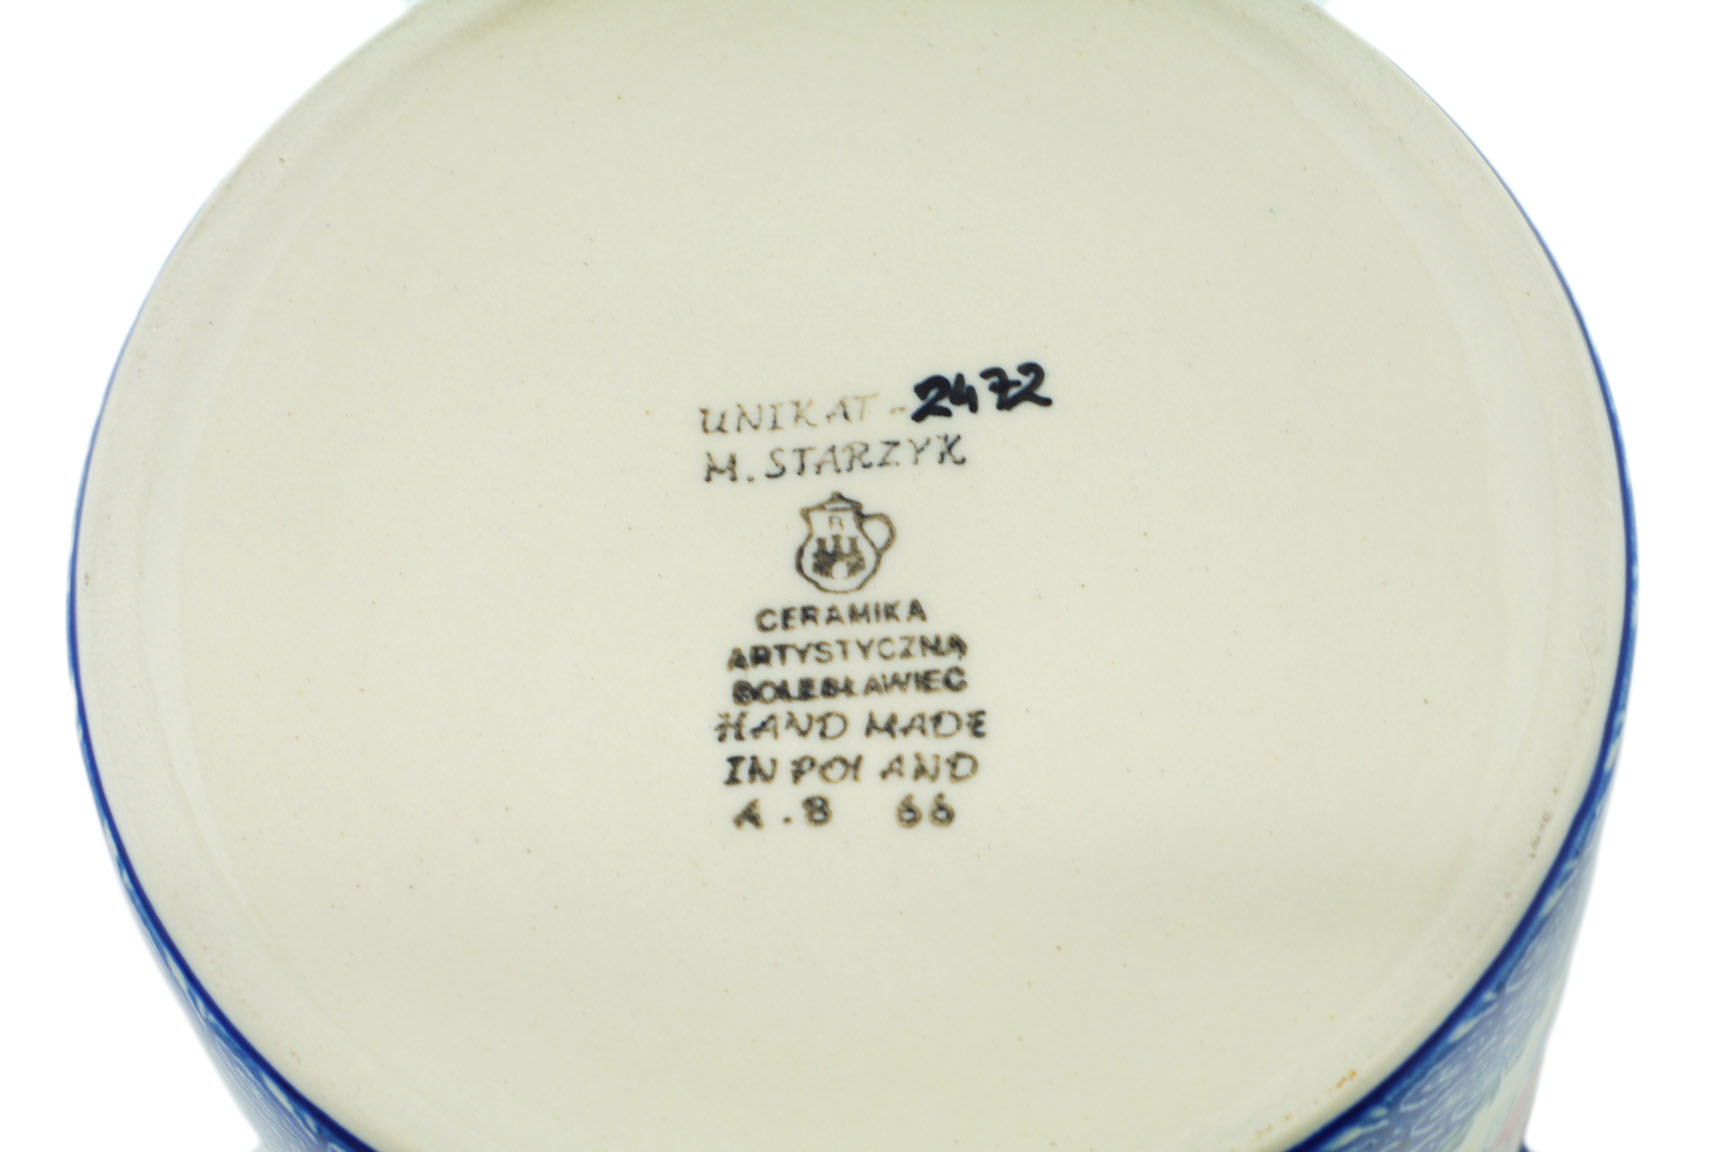 UNIKAT-2472
M. STARZYK
B
CERAMIKA
ARTYSTYCZNA
BOLESŁAWIEC
HAND MADE
IN POLAND
A.B 66